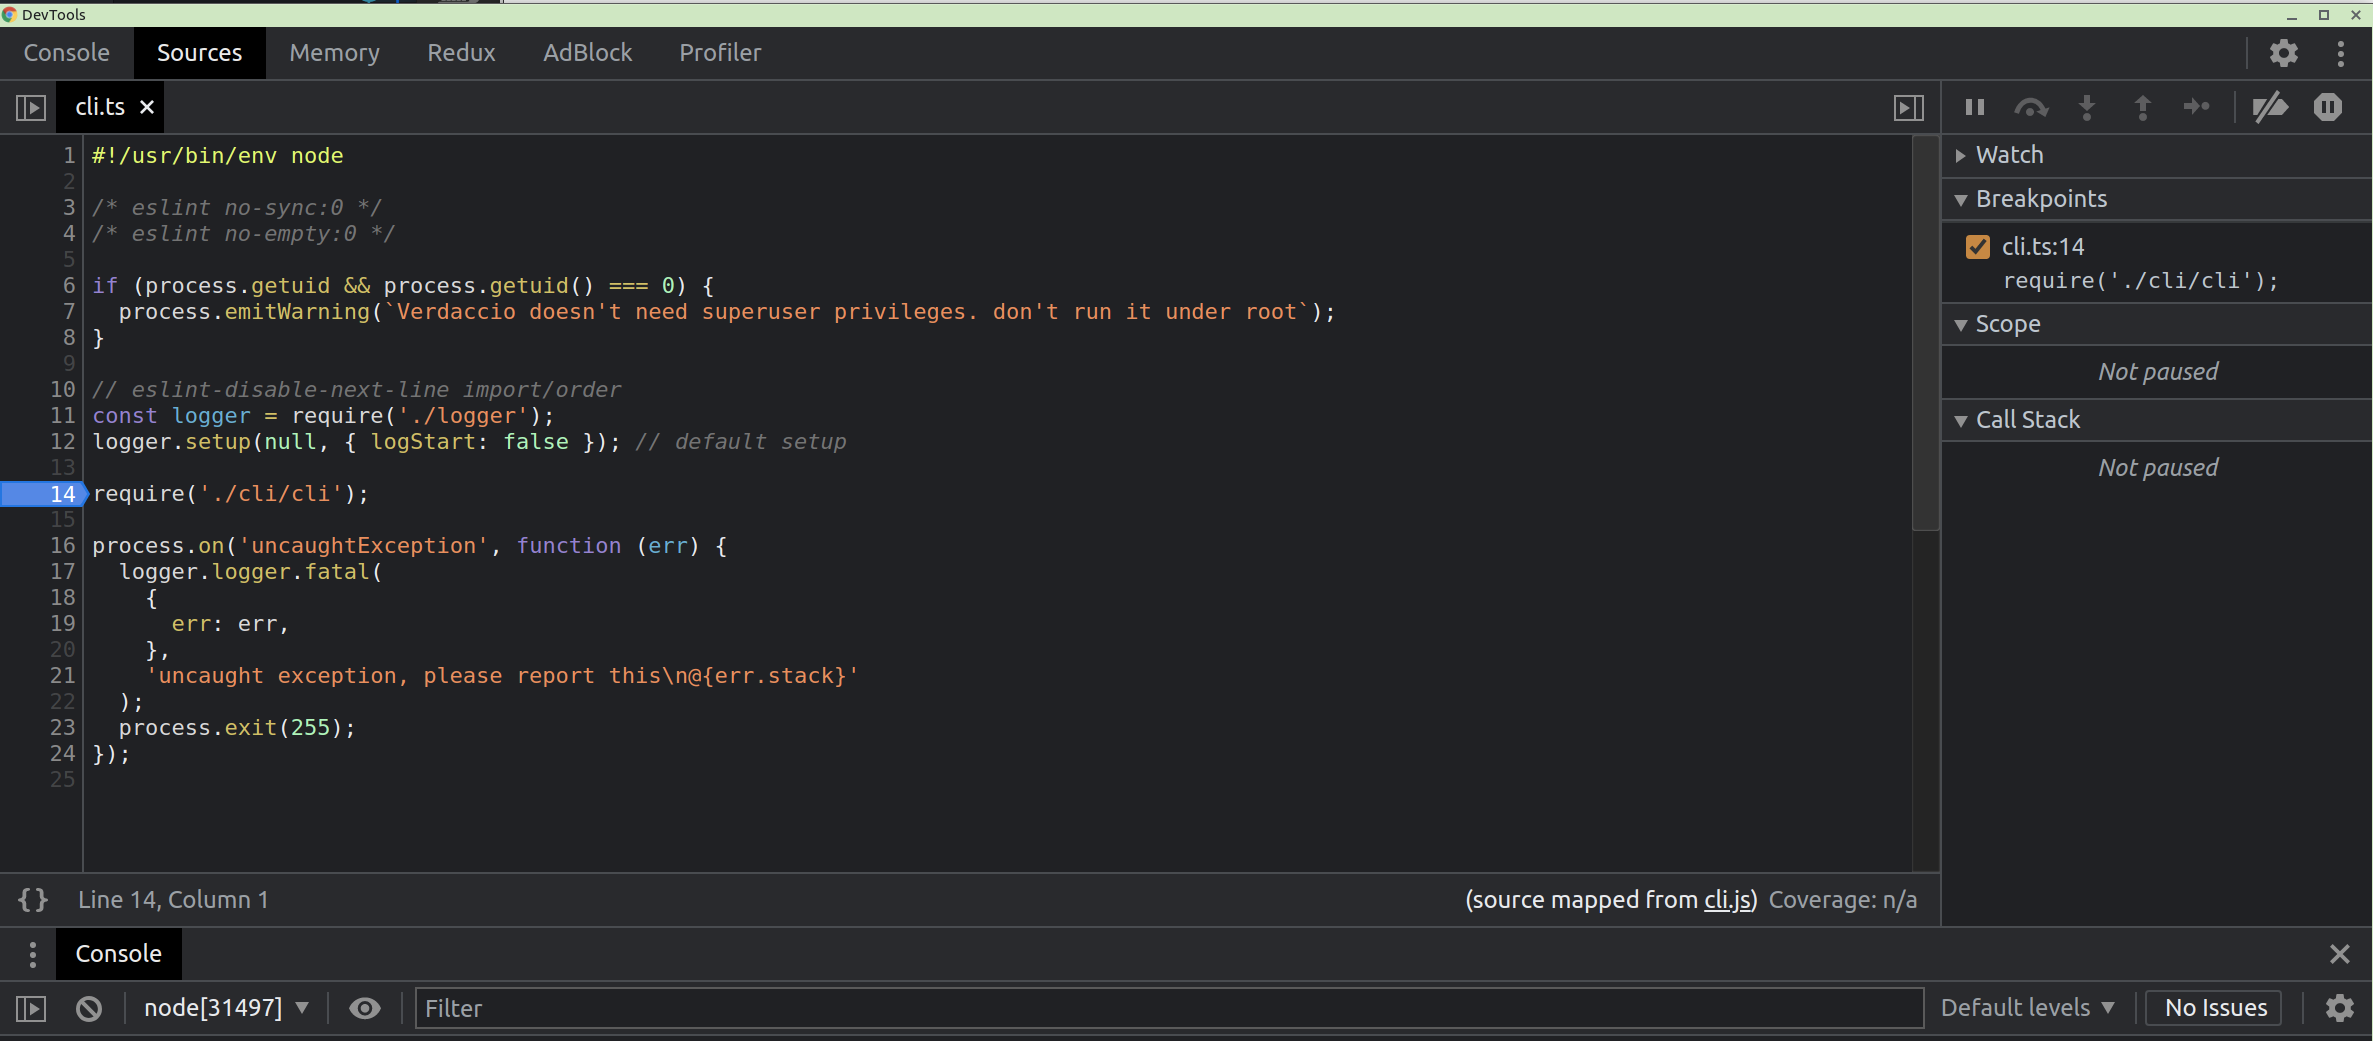 DevTools
Console Sources Memory Redux AdBlock Profiler
cli.ts
1 #!/usr/bin/env node
2
3 /* eslint no-sync:0 */
4 /* eslint no-empty:0 */
5
6 if (process.getuid && process.getuid() === 0) {
7   process.emitWarning(`Verdaccio doesn't need superuser privileges. don't run it under root`);
8 }
9
10 // eslint-disable-next-line import/order
11 const logger = require('./logger');
12 logger.setup(null, { logStart: false }); // default setup
13
14 require('./cli/cli');
15
16 process.on('uncaughtException', function (err) {
17   logger.logger.fatal(
18     {
19       err: err,
20     },
21     'uncaught exception, please report this\n@{err.stack}'
22   );
23   process.exit(255);
24 });
25
{} Line 14, Column 1 (source mapped from cli.js) Coverage: n/a
Watch
Breakpoints
cli.ts:14
require('./cli/cli');
Scope
Not paused
Call Stack
Not paused
Console
node[31497] Filter Default levels No Issues